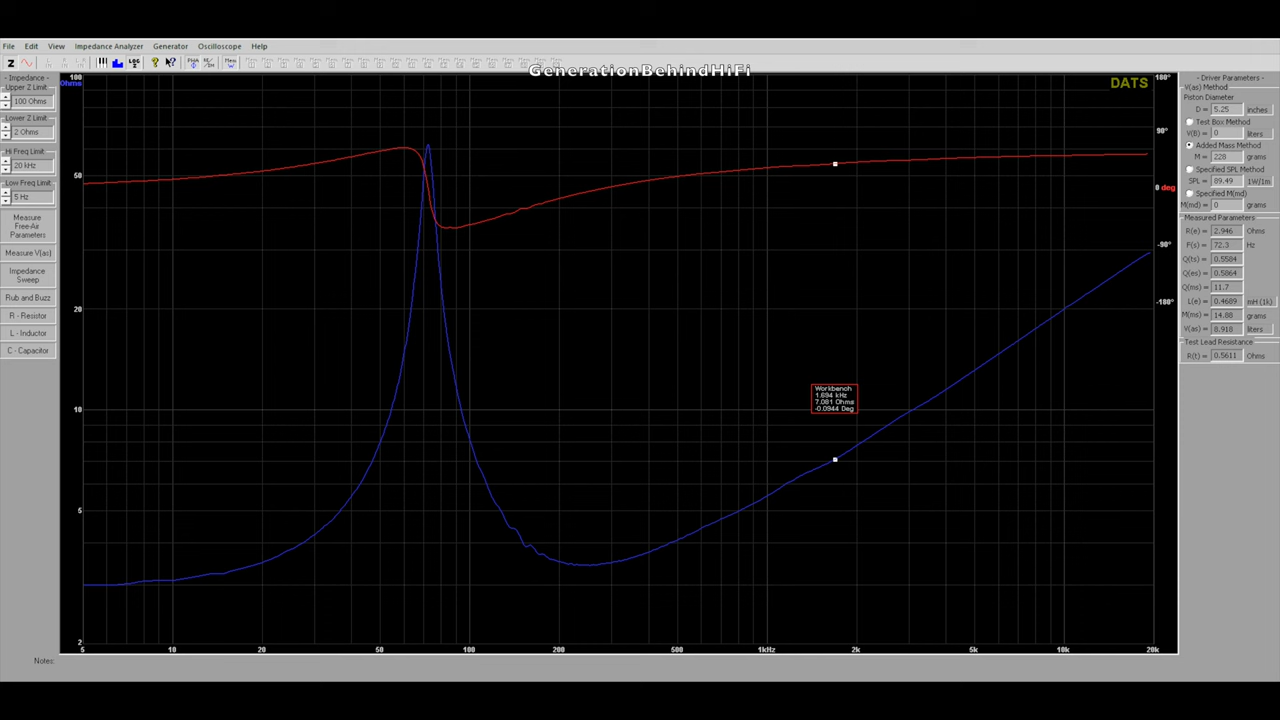 File Edit View Impedance Analyzer Generator Oscilloscope Help
GenerationBehindHiFi
DATS
- Impedance -
Upper Z Limit
100 Ohms
Lower Z Limit
2 Ohms
Hi Freq Limit
20 kHz
Low Freq Limit
5 Hz
Measure
Free-Air
Parameters
Measure V(as)
Impedance
Sweep
Rub and Buzz
R - Resistor
L - Inductor
C - Capacitor
100
Ohms
50
20
10
5
2
5 10 20 50 100 200 500 1kHz 2k 5k 10k 20k
180°
90°
0 deg
-90°
-180°
Workbench
1.694 kHz
7.081 Ohms
-0.0944 Deg
- Driver Parameters -
V(as) Method
Piston Diameter
D = 5.25 inches
Test Box Method
V(B) = 0 liters
Added Mass Method
M = 228 grams
Specified SPL Method
SPL = 89.49 1W/1m
Specified M(md)
M(md) = 0 grams
Measured Parameters
R(e) = 2.946 Ohms
F(s) = 72.3 Hz
Q(ts) = 0.5584
Q(es) = 0.5864
Q(ms) = 11.7
L(e) = 0.4689 mH (1k)
M(ms) = 14.88 grams
V(as) = 8.918 liters
Test Lead Resistance
R(t) = 0.5611 Ohms
Notes: